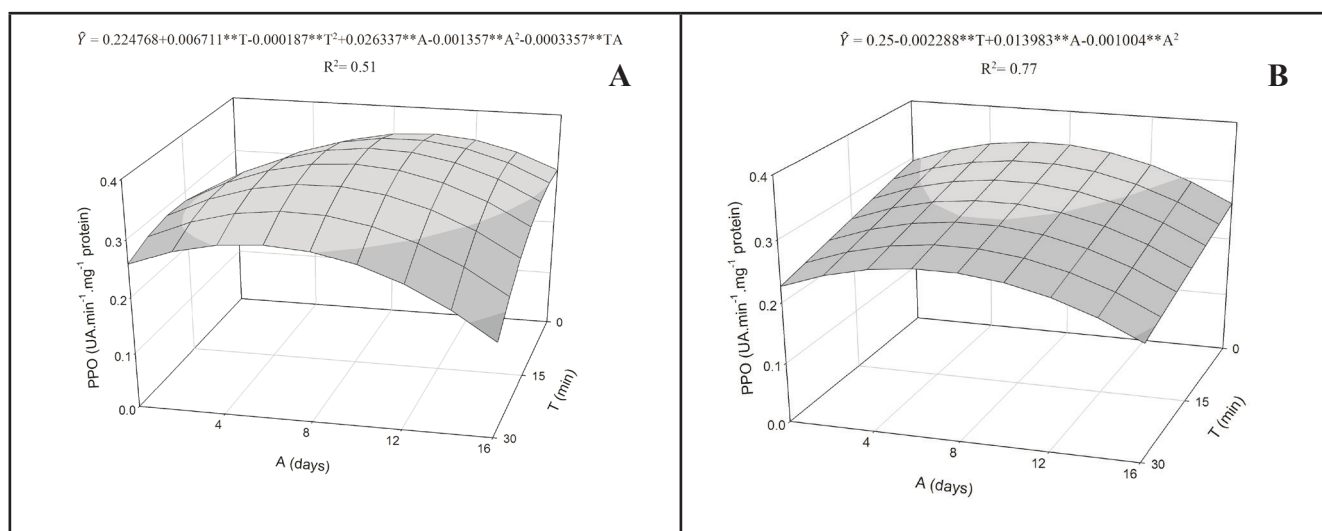 Ŷ = 0.224768+0.006711**T-0.000187**T²+0.026337**A-0.001357**A²-0.0003357**TA
R²= 0.51
A
0.4
0.3
0.2
0.1
0.0
PPO (UA.min⁻¹.mg⁻¹ protein)
4
8
12
16
A (days)
0
15
30
T (min)
Ŷ = 0.25-0.002288**T+0.013983**A-0.001004**A²
R²= 0.77
B
0.4
0.3
0.2
0.1
0.0
PPO (UA.min⁻¹.mg⁻¹ protein)
4
8
12
16
A (days)
0
15
30
T (min)